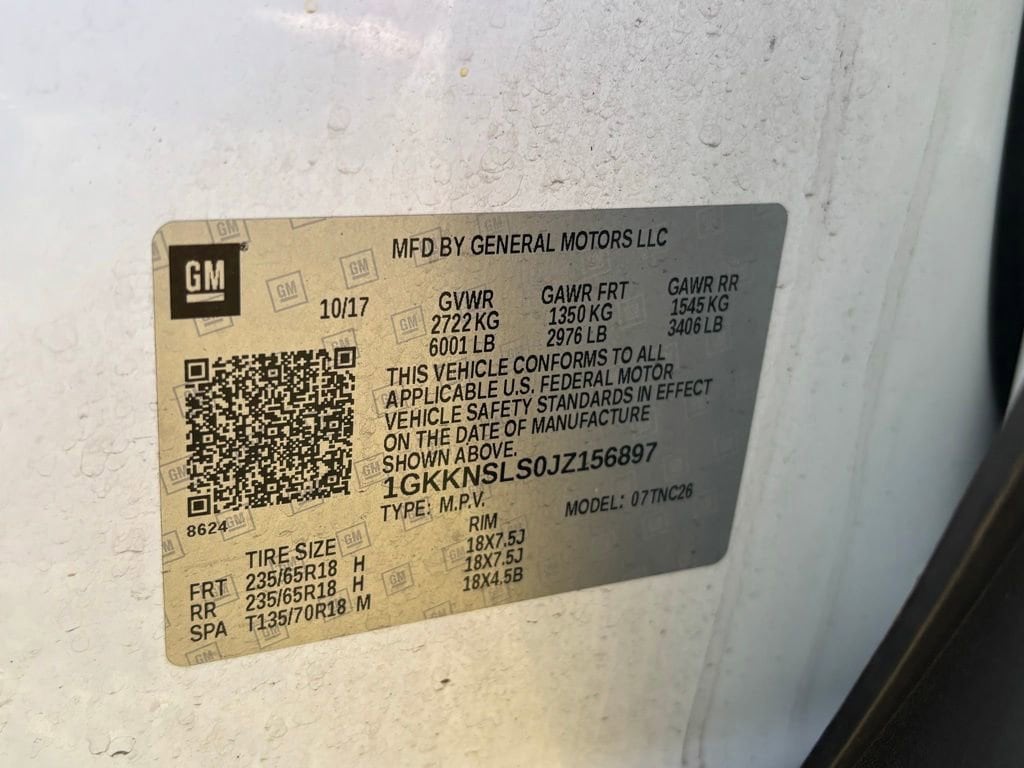 GM
MFD BY GENERAL MOTORS LLC
10/17
GVWR GAWR FRT GAWR RR
2722 KG 1350 KG 1545 KG
6001 LB 2976 LB 3406 LB
THIS VEHICLE CONFORMS TO ALL
APPLICABLE U.S. FEDERAL MOTOR
VEHICLE SAFETY STANDARDS IN EFFECT
ON THE DATE OF MANUFACTURE
SHOWN ABOVE.
1GKKNSLS0JZ156897
TYPE: M.P.V. MODEL: 07TNC26
8624
TIRE SIZE RIM
FRT 235/65R18 H 18X7.5J
RR 235/65R18 H 18X7.5J
SPA T135/70R18 M 18X4.5B